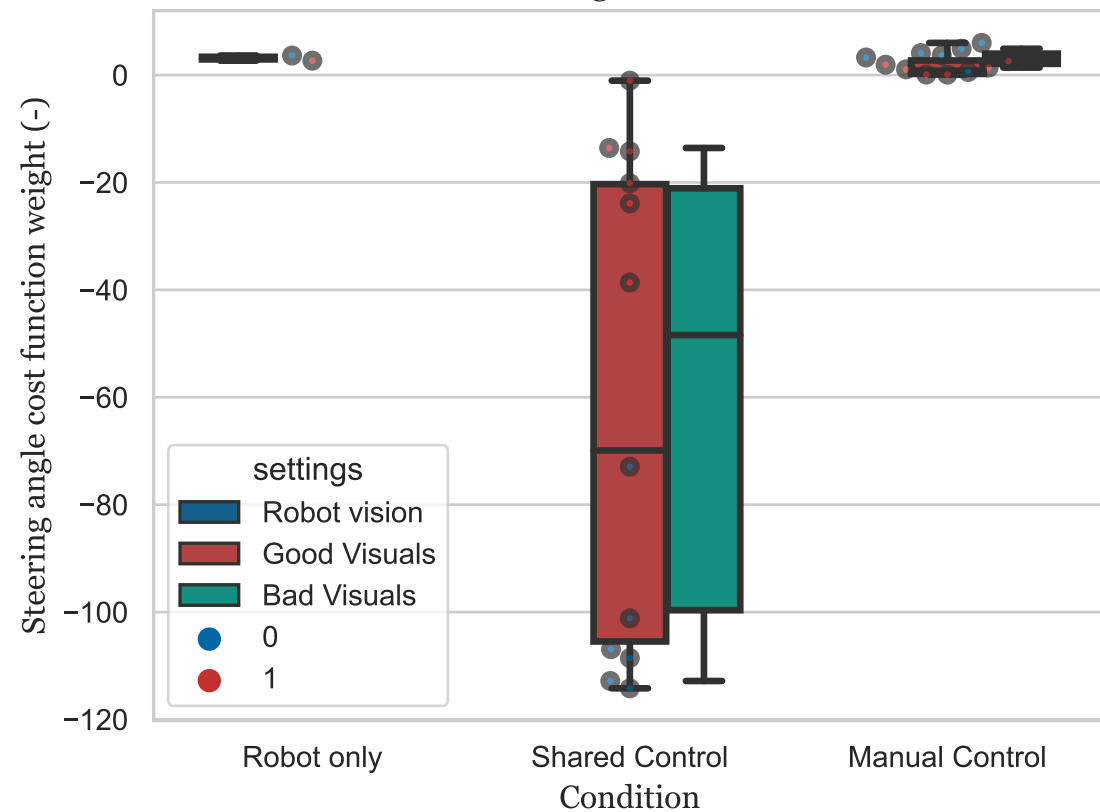 0
−20
−40
−60
−80
−100
−120
Steering angle cost function weight (-)
settings
Robot vision
Good Visuals
Bad Visuals
0
1
Robot only
Shared Control
Manual Control
Condition